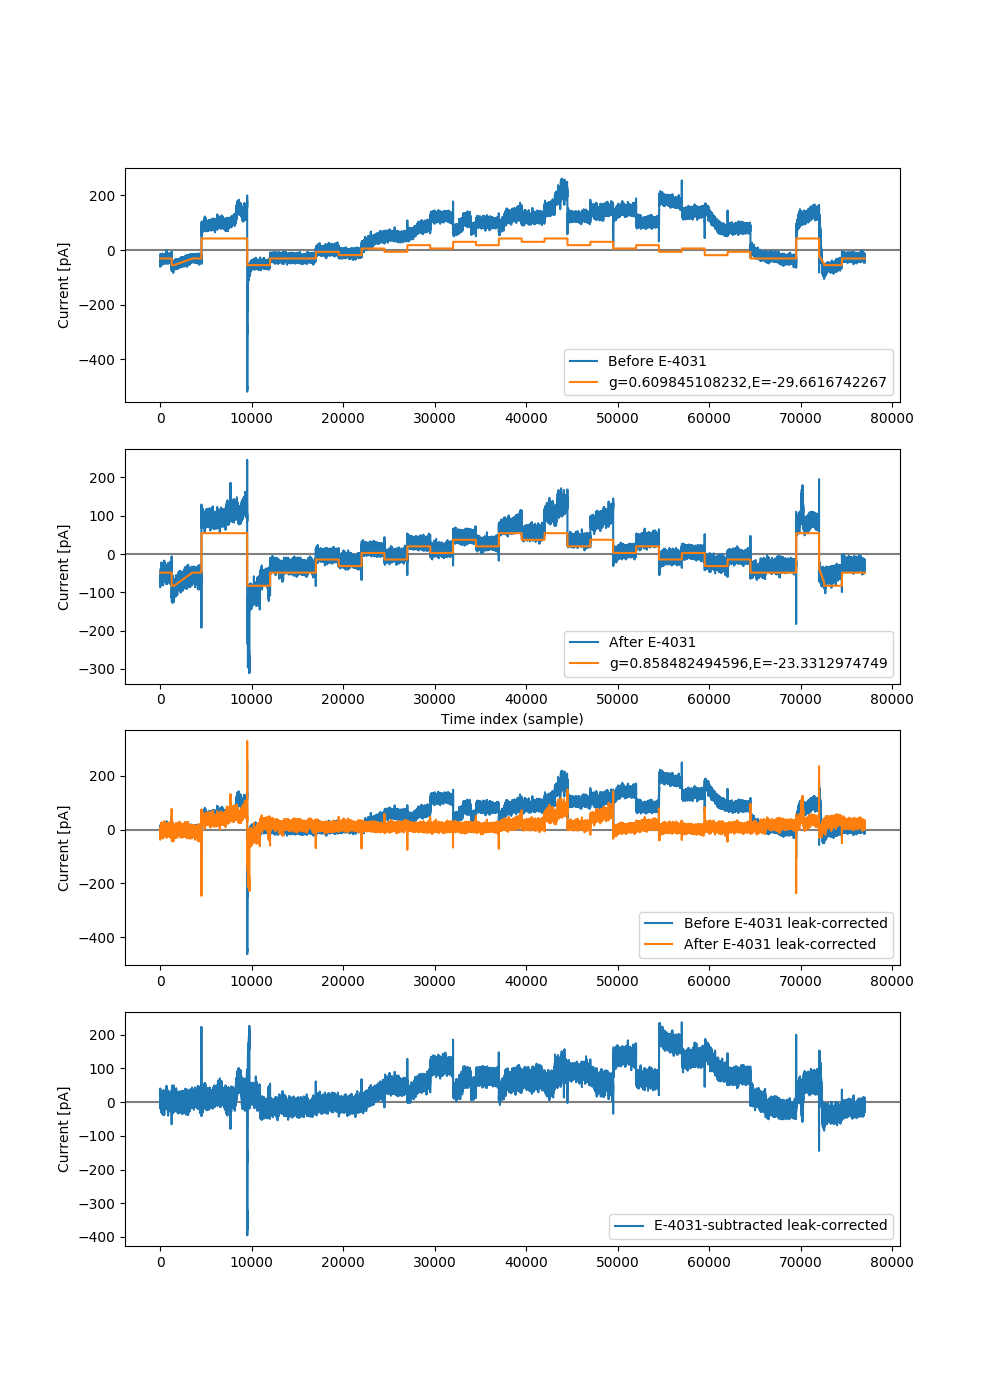 200
0
−200
−400
Current [pA]
Before E-4031
g=0.609845108232,E=-29.6616742267
0 10000 20000 30000 40000 50000 60000 70000 80000
200
100
0
−100
−200
−300
Current [pA]
After E-4031
g=0.858482494596,E=-23.3312974749
0 10000 20000 30000 40000 50000 60000 70000 80000
Time index (sample)
200
0
−200
−400
Current [pA]
Before E-4031 leak-corrected
After E-4031 leak-corrected
0 10000 20000 30000 40000 50000 60000 70000 80000
200
100
0
−100
−200
−300
−400
Current [pA]
E-4031-subtracted leak-corrected
0 10000 20000 30000 40000 50000 60000 70000 80000